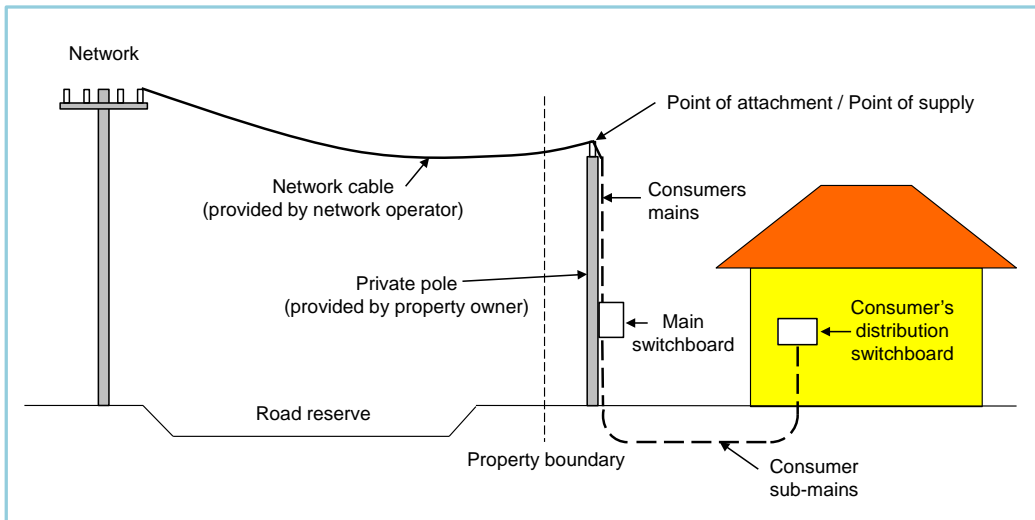 Network
Point of attachment / Point of supply
Network cable
(provided by network operator)
Consumers
mains
Private pole
(provided by property owner)
Main
switchboard
Consumer’s
distribution
switchboard
Road reserve
Property boundary
Consumer
sub-mains